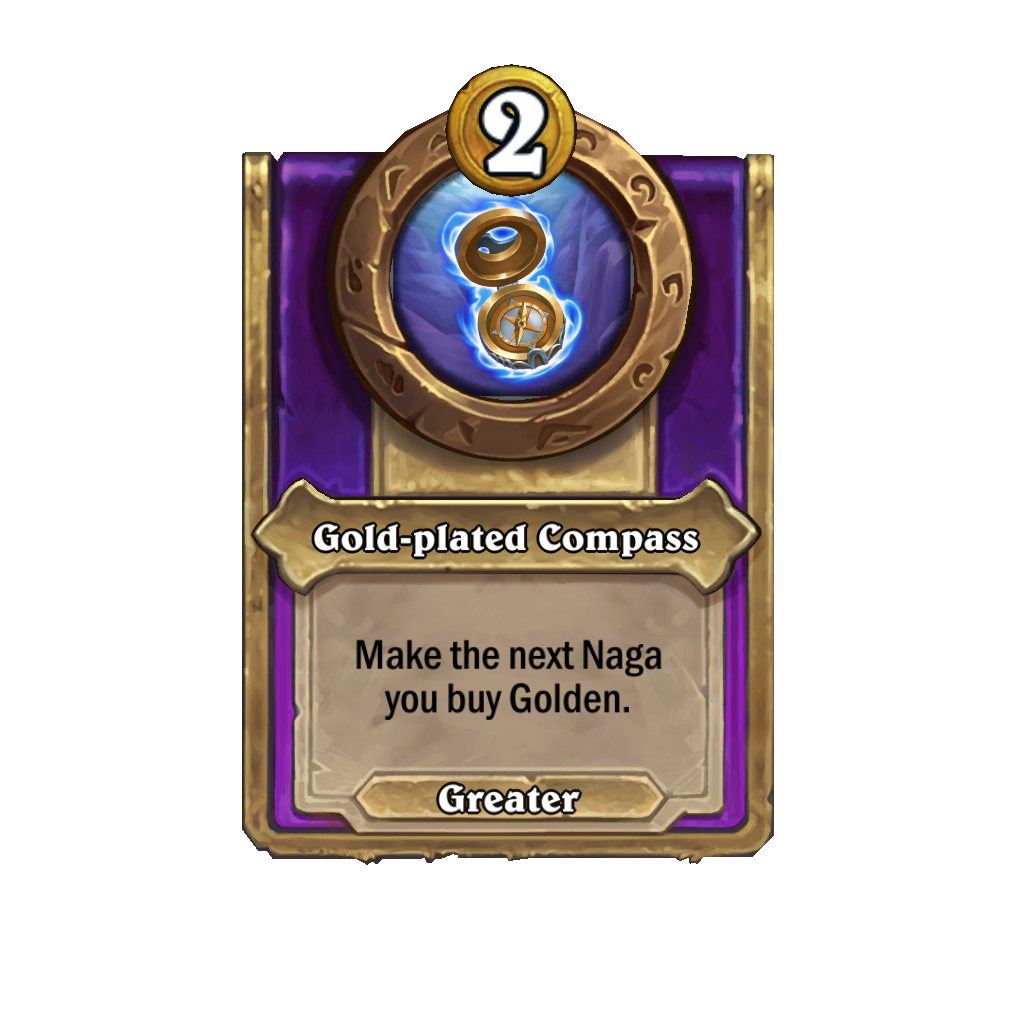 2
Gold-plated Compass
Make the next Naga
you buy Golden.
Greater